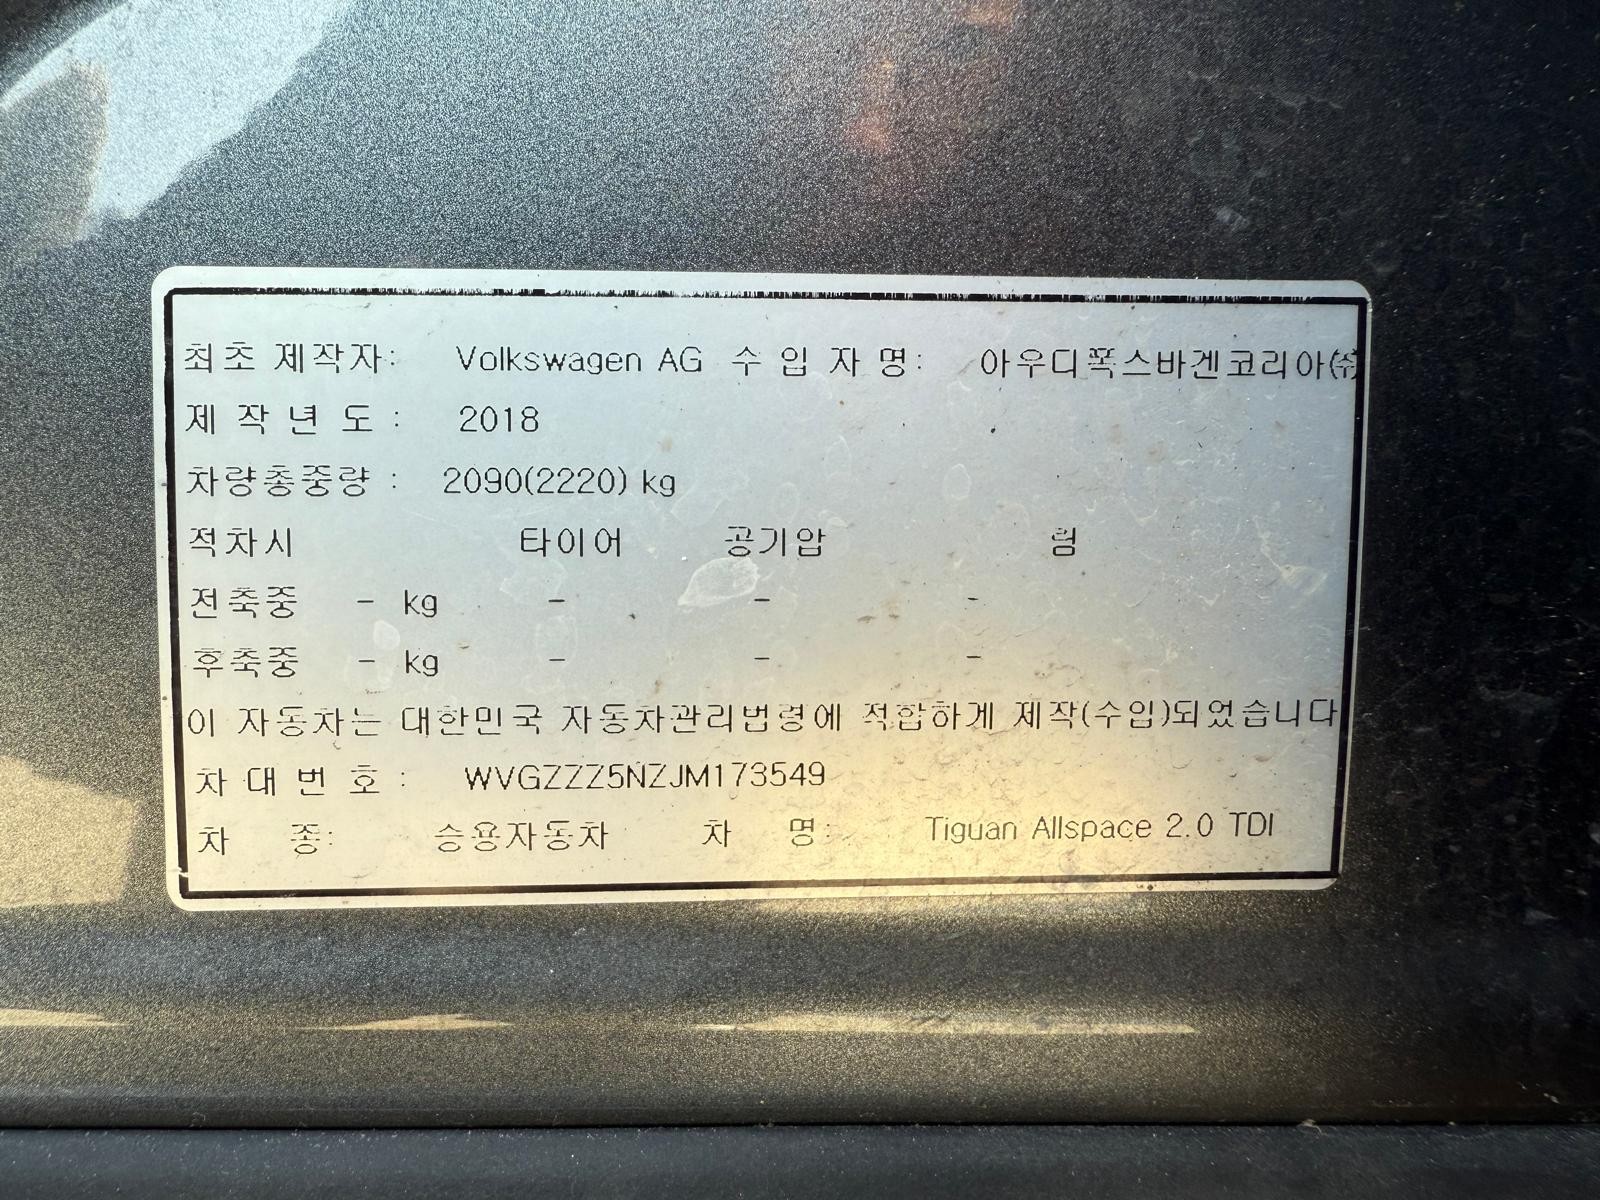 최초 제작자: Volkswagen AG 수 입 자 명: 아우디폭스바겐코리아㈜
제 작 년 도 : 2018
차량총중량 : 2090(2220) kg
적차시 타이어 공기압 림
전축중 - kg - - -
후축중 - kg - - -
이 자동차는 대한민국 자동차관리법령에 적합하게 제작(수입)되었습니다
차 대 번 호 : WVGZZZ5NZJM173549
차 종: 승용자동차 차 명: Tiguan Allspace 2.0 TDI